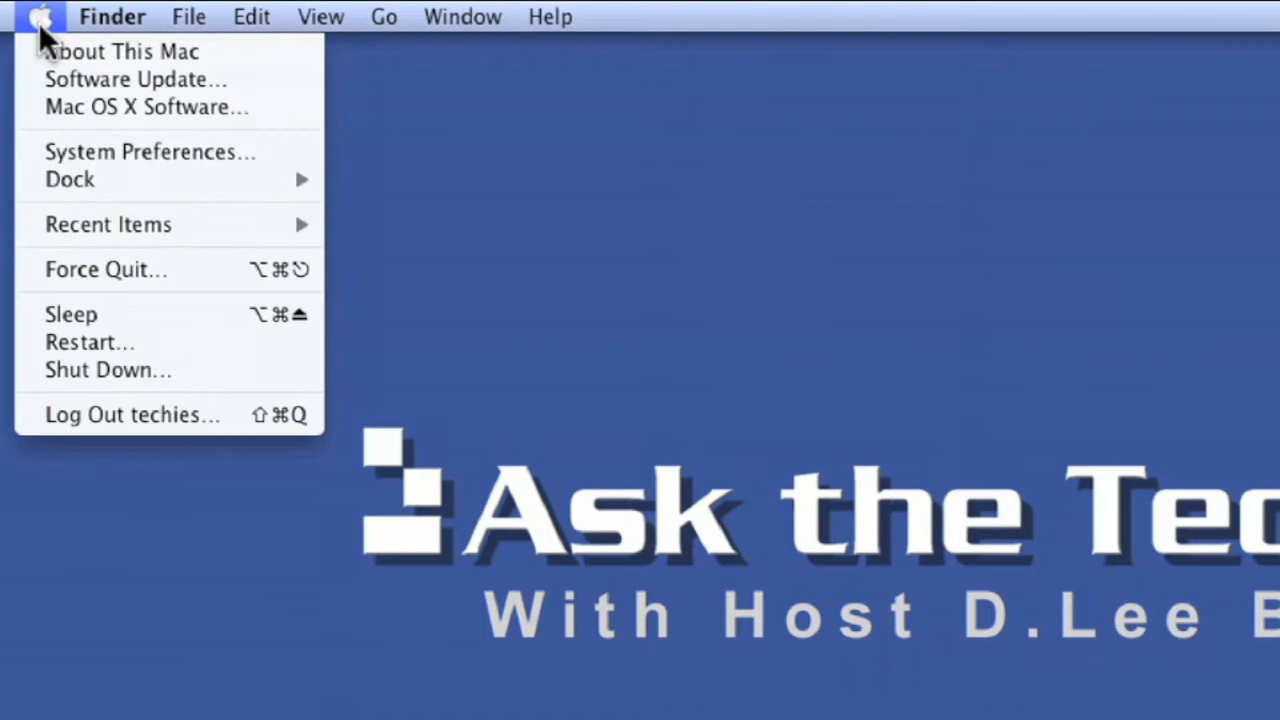 Finder File Edit View Go Window Help
About This Mac
Software Update...
Mac OS X Software...
System Preferences...
Dock
Recent Items
Force Quit... ⌥⌘⎋
Sleep ⌥⌘⏏
Restart...
Shut Down...
Log Out techies... ⇧⌘Q
Ask the Tec
With Host D.Lee B